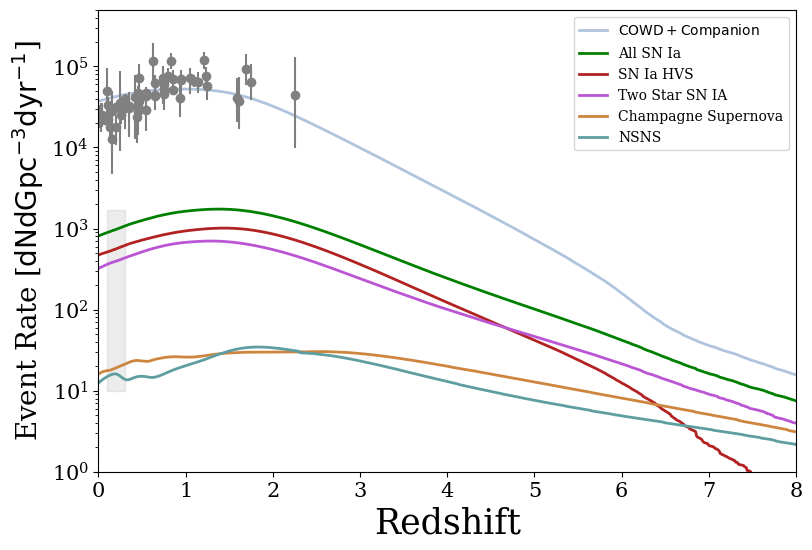 Event Rate [dNdGpc⁻³dyr⁻¹]
10⁵
10⁴
10³
10²
10¹
10⁰
COWD + Companion
All SN Ia
SN Ia HVS
Two Star SN IA
Champagne Supernova
NSNS
0 1 2 3 4 5 6 7 8
Redshift